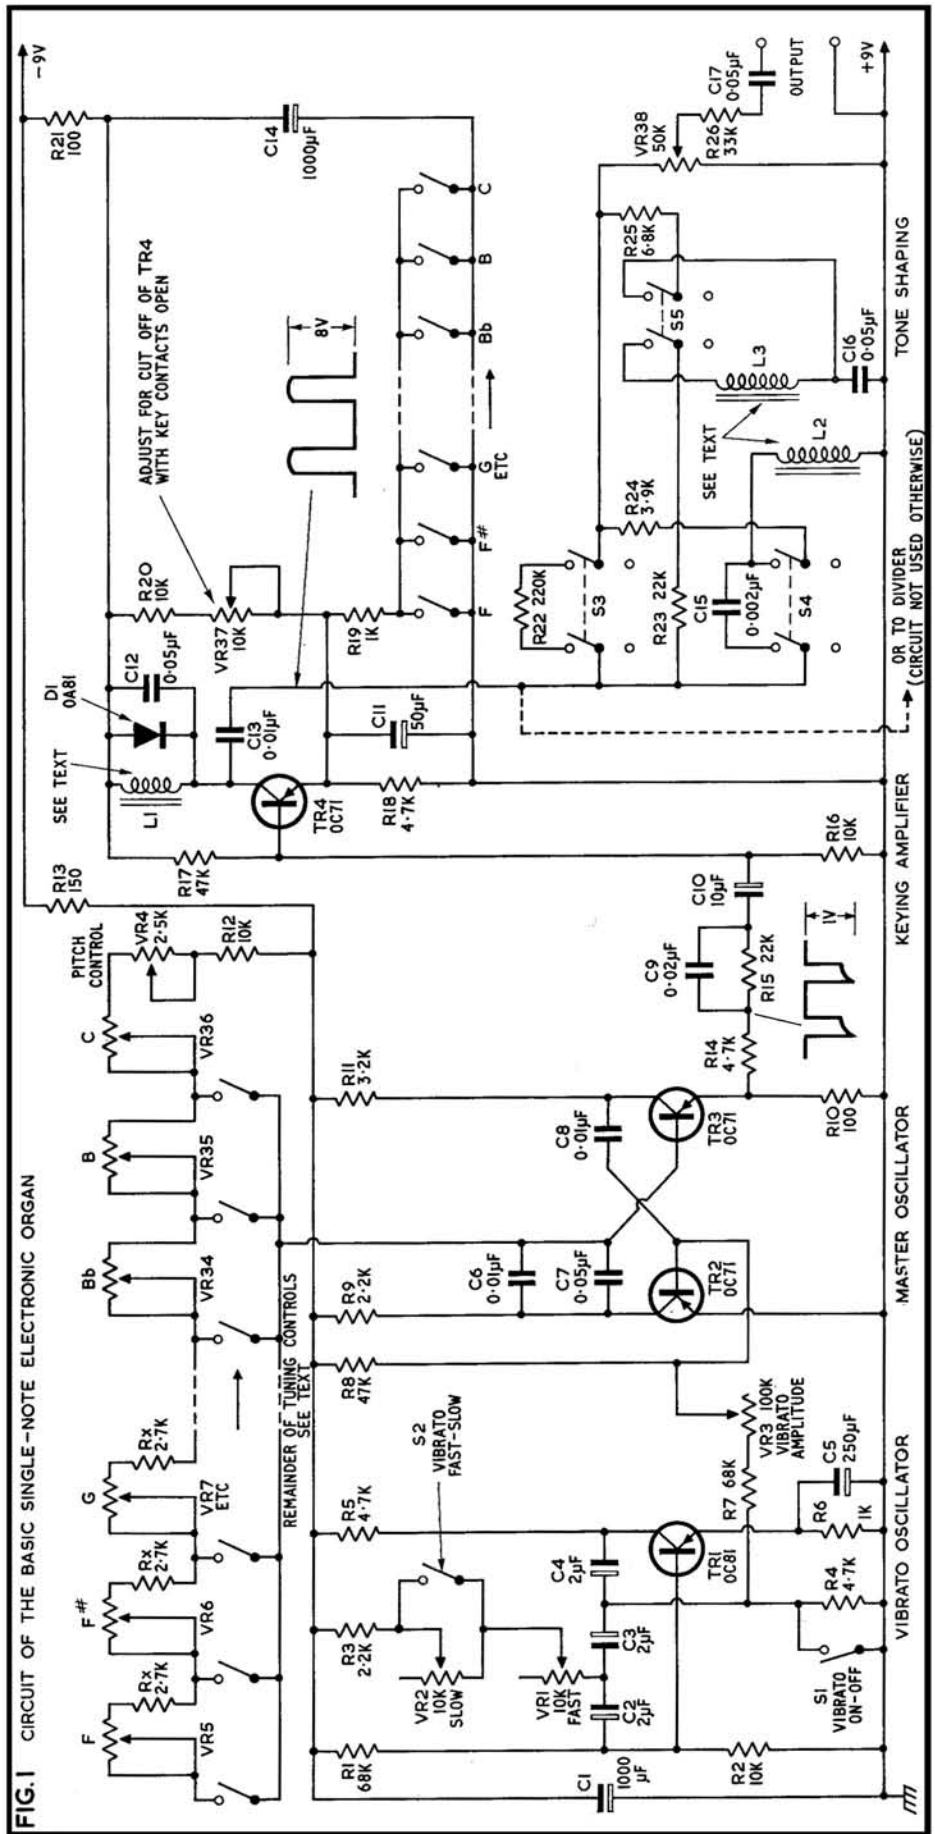 FIG.1 CIRCUIT OF THE BASIC SINGLE-NOTE ELECTRONIC ORGAN
F
VR5
Rx
2·7K
F#
VR6
Rx
2·7K
G
VR7
ETC
Rx
2·7K
Bb
VR34
B
VR35
C
VR36
PITCH
CONTROL
VR4
2·5K
R12
10K
R13
150
REMAINDER OF TUNING CONTROLS
SEE TEXT
R1
68K
R3
2·2K
VR2
10K
SLOW
VR1
10K
FAST
S2
VIBRATO
FAST-SLOW
R5
4·7K
C1
1000
µF
C2
2µF
C3
2µF
C4
2µF
R2
10K
TR1
OC81
S1
VIBRATO
ON-OFF
R4
4·7K
R6
1K
C5
250µF
R7 68K
VR3 100K
VIBRATO
AMPLITUDE
VIBRATO OSCILLATOR
R8
47K
R9
2·2K
C6
0·01µF
C7
0·05µF
C8
0·01µF
R11
3·2K
TR2
OC71
TR3
OC71
R10
100
MASTER OSCILLATOR
R14
4·7K
R15 22K
C9
0·02µF
C10
10µF
1V
R16
10K
R17
47K
KEYING AMPLIFIER
SEE TEXT
L1
D1
OA81
C12
0·05µF
C13
0·01µF
TR4
OC71
R18
4·7K
C11
50µF
R20
10K
VR37
10K
R19
1K
ADJUST FOR CUT OFF OF TR4
WITH KEY CONTACTS OPEN
8V
F
F#
G
ETC
Bb
B
C
R21
100
C14
1000µF
-9V
R22 220K
S3
R23 22K
C15
0·002µF
S4
R24
3·9K
SEE TEXT
L2
L3
S5
R25
6·8K
C16
0·05µF
VR38
50K
R26
33K
C17
0·05µF
OUTPUT
+9V
OR TO DIVIDER
(CIRCUIT NOT USED OTHERWISE)
TONE SHAPING